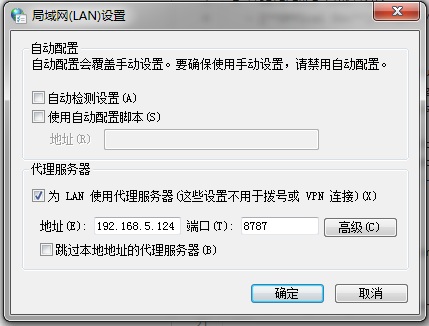 局域网(LAN)设置
自动配置
自动配置会覆盖手动设置。要确保使用手动设置，请禁用自动配置。
自动检测设置(A)
使用自动配置脚本(S)
地址(R)
代理服务器
为 LAN 使用代理服务器(这些设置不用于拨号或 VPN 连接)(X)
地址(E): 192.168.5.124 端口(T): 8787 高级(C)
跳过本地地址的代理服务器(B)
确定 取消